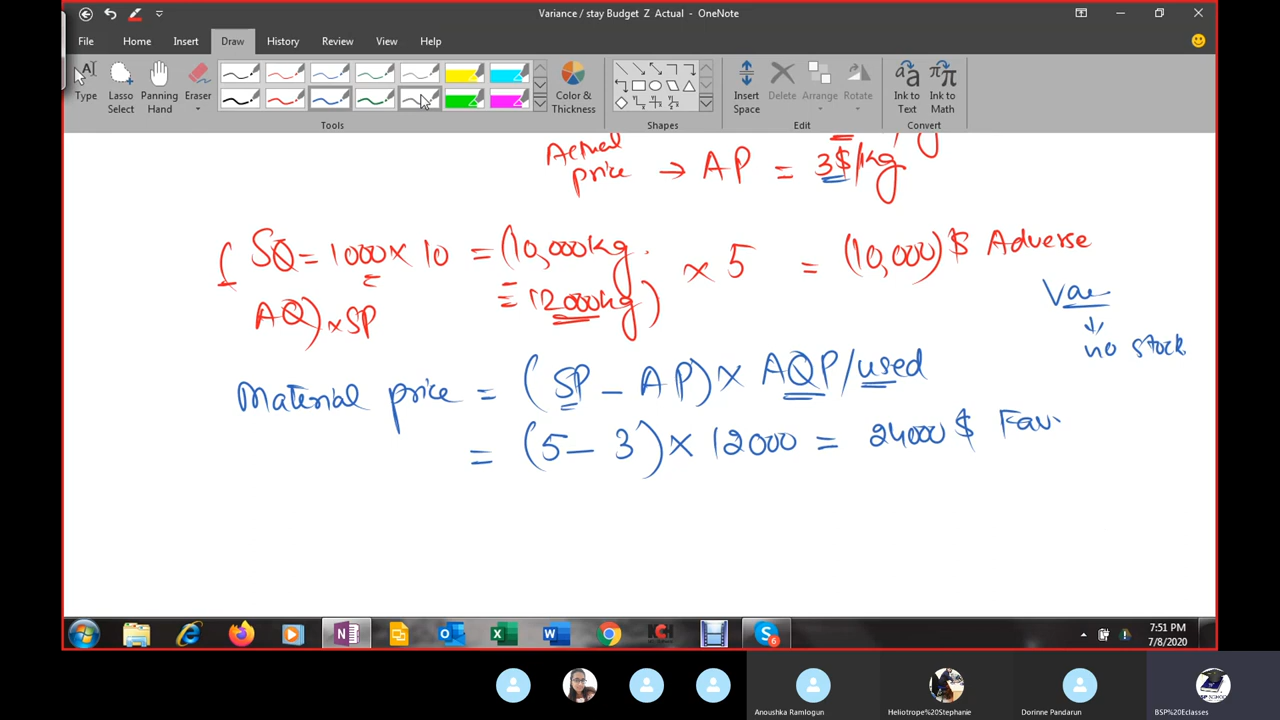 Variance / stay Budget Z Actual - OneNote
File Home Insert Draw History Review View Help
Type
Lasso Select
Panning Hand
Eraser
Color & Thickness
Insert Space
Delete
Arrange
Rotate
Ink to Text
Ink to Math
Tools
Shapes
Edit
Convert
Actual price → AP = 3$/kg
( SQ = 1000 × 10 = (10,000kg. × 5 = (10,000)$ Adverse
AQ) × SP = 12000kg)
Var
↓
no stock
Material price = (SP - AP) × AQP/used
= (5 - 3) × 12000 = 24000 $ Fav.
7:51 PM
7/8/2020
Anoushka Ramlogun
Heliotrope%20Stephanie
Dorinne Pandarun
BSP%20Eclasses